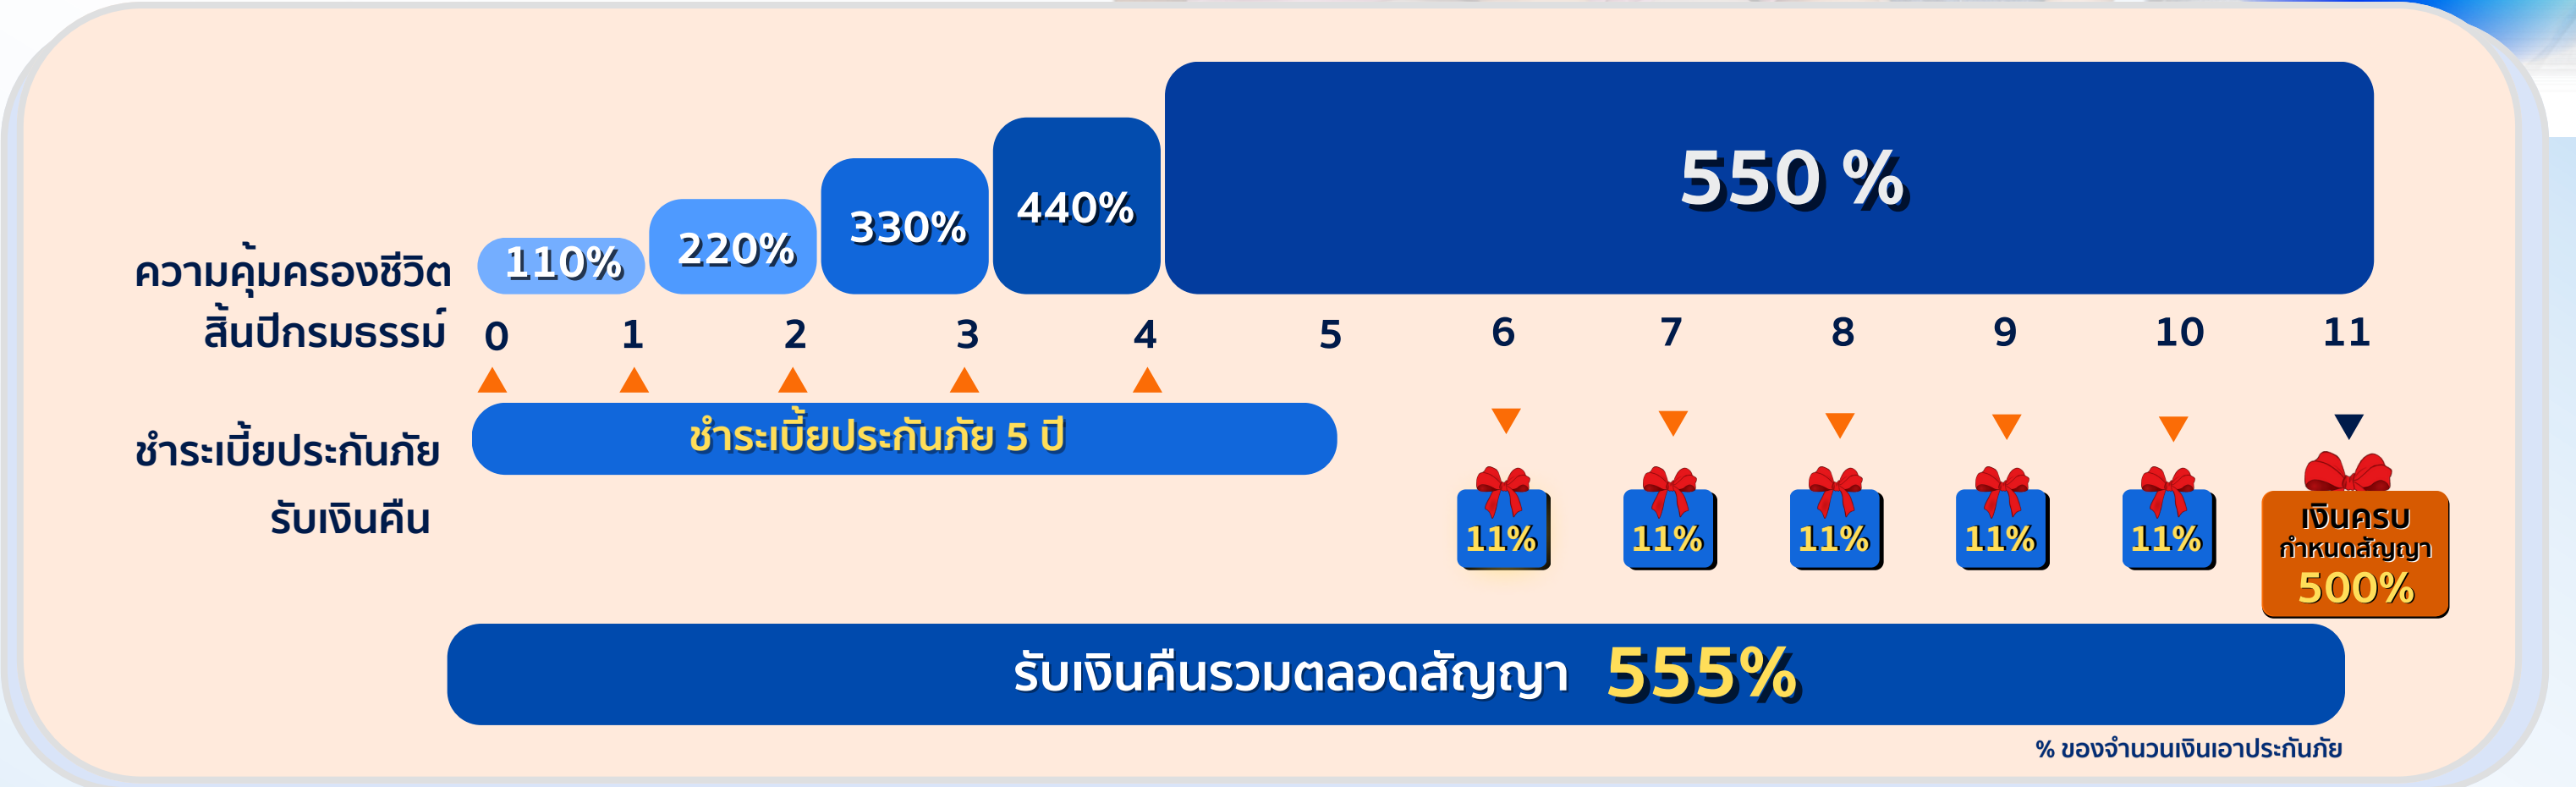 550 %
440%
330%
220%
110%
ความคุ้มครองชีวิต
สิ้นปีกรมธรรม์ 0 1 2 3 4 5 6 7 8 9 10 11
ชำระเบี้ยประกันภัย 5 ปี
ชำระเบี้ยประกันภัย
รับเงินคืน
11% 11% 11% 11% 11%
เงินครบ
กำหนดสัญญา
500%
รับเงินคืนรวมตลอดสัญญา 555%
% ของจำนวนเงินเอาประกันภัย